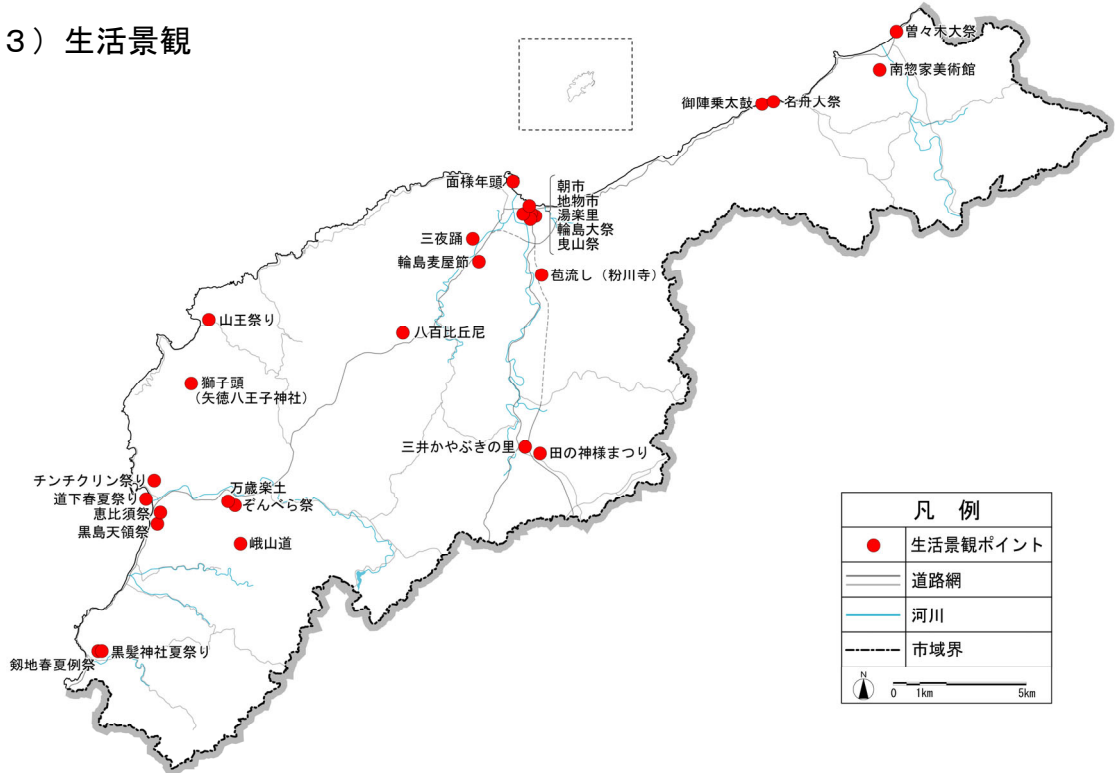 ３）生活景観
曽々木大祭
南惣家美術館
御陣乗太鼓
名舟大祭
面様年頭
朝市
地物市
湯楽里
輪島大祭
曳山祭
三夜踊
輪島麦屋節
苞流し（粉川寺）
山王祭り
八百比丘尼
獅子頭
（矢徳八王子神社）
三井かやぶきの里
田の神様まつり
チンチクリン祭り
道下春夏祭り
恵比須祭
黒島天領祭
万歳楽土
ぞんべら祭
峨山道
黒髪神社夏祭り
剱地春夏例祭
凡　例
生活景観ポイント
道路網
河川
市域界
N
0 1km 5km